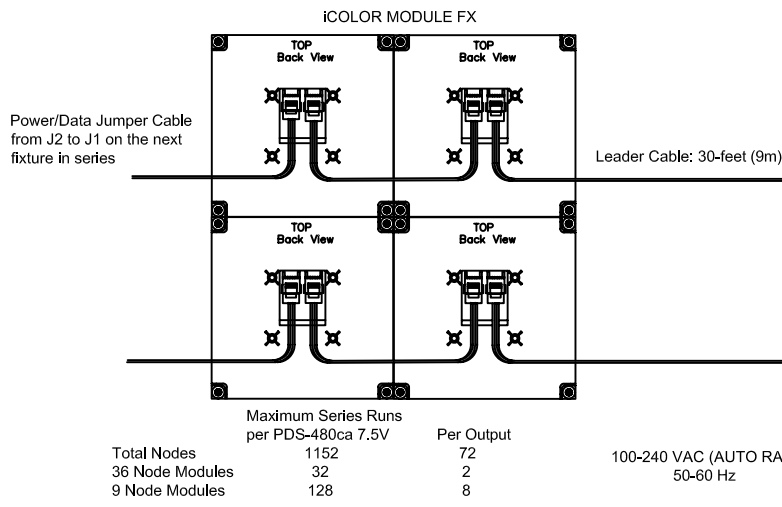 iCOLOR MODULE FX
TOP
Back View
TOP
Back View
Power/Data Jumper Cable
from J2 to J1 on the next
fixture in series
Leader Cable: 30-feet (9m)
TOP
Back View
TOP
Back View
Maximum Series Runs
per PDS-480ca 7.5V Per Output
Total Nodes 1152 72
36 Node Modules 32 2
9 Node Modules 128 8
100-240 VAC (AUTO RA
50-60 Hz